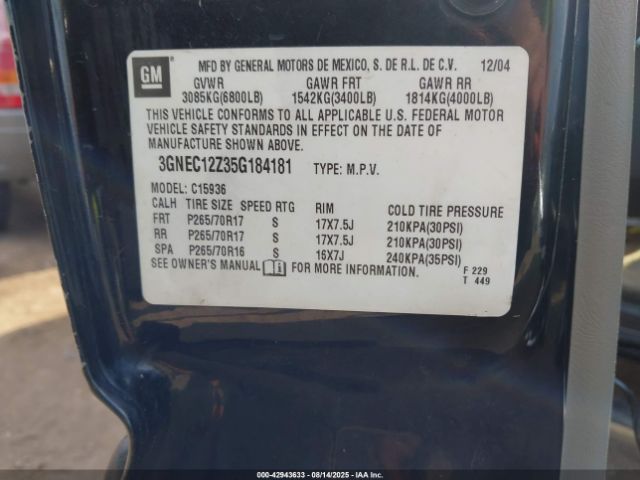 GM
MFD BY GENERAL MOTORS DE MEXICO, S. DE R.L. DE C.V. 12/04
GVWR GAWR FRT GAWR RR
3085KG(6800LB) 1542KG(3400LB) 1814KG(4000LB)
THIS VEHICLE CONFORMS TO ALL APPLICABLE U.S. FEDERAL MOTOR
VEHICLE SAFETY STANDARDS IN EFFECT ON THE DATE OF
MANUFACTURE SHOWN ABOVE.
3GNEC12Z35G184181 TYPE: M.P.V.
MODEL: C15936
CALH TIRE SIZE SPEED RTG RIM COLD TIRE PRESSURE
FRT P265/70R17 S 17X7.5J 210KPA(30PSI)
RR P265/70R17 S 17X7.5J 210KPA(30PSI)
SPA P265/70R16 S 16X7J 240KPA(35PSI)
SEE OWNER'S MANUAL FOR MORE INFORMATION.
F 229
T 449
000-42943633 - 08/14/2025 - IAAI.com